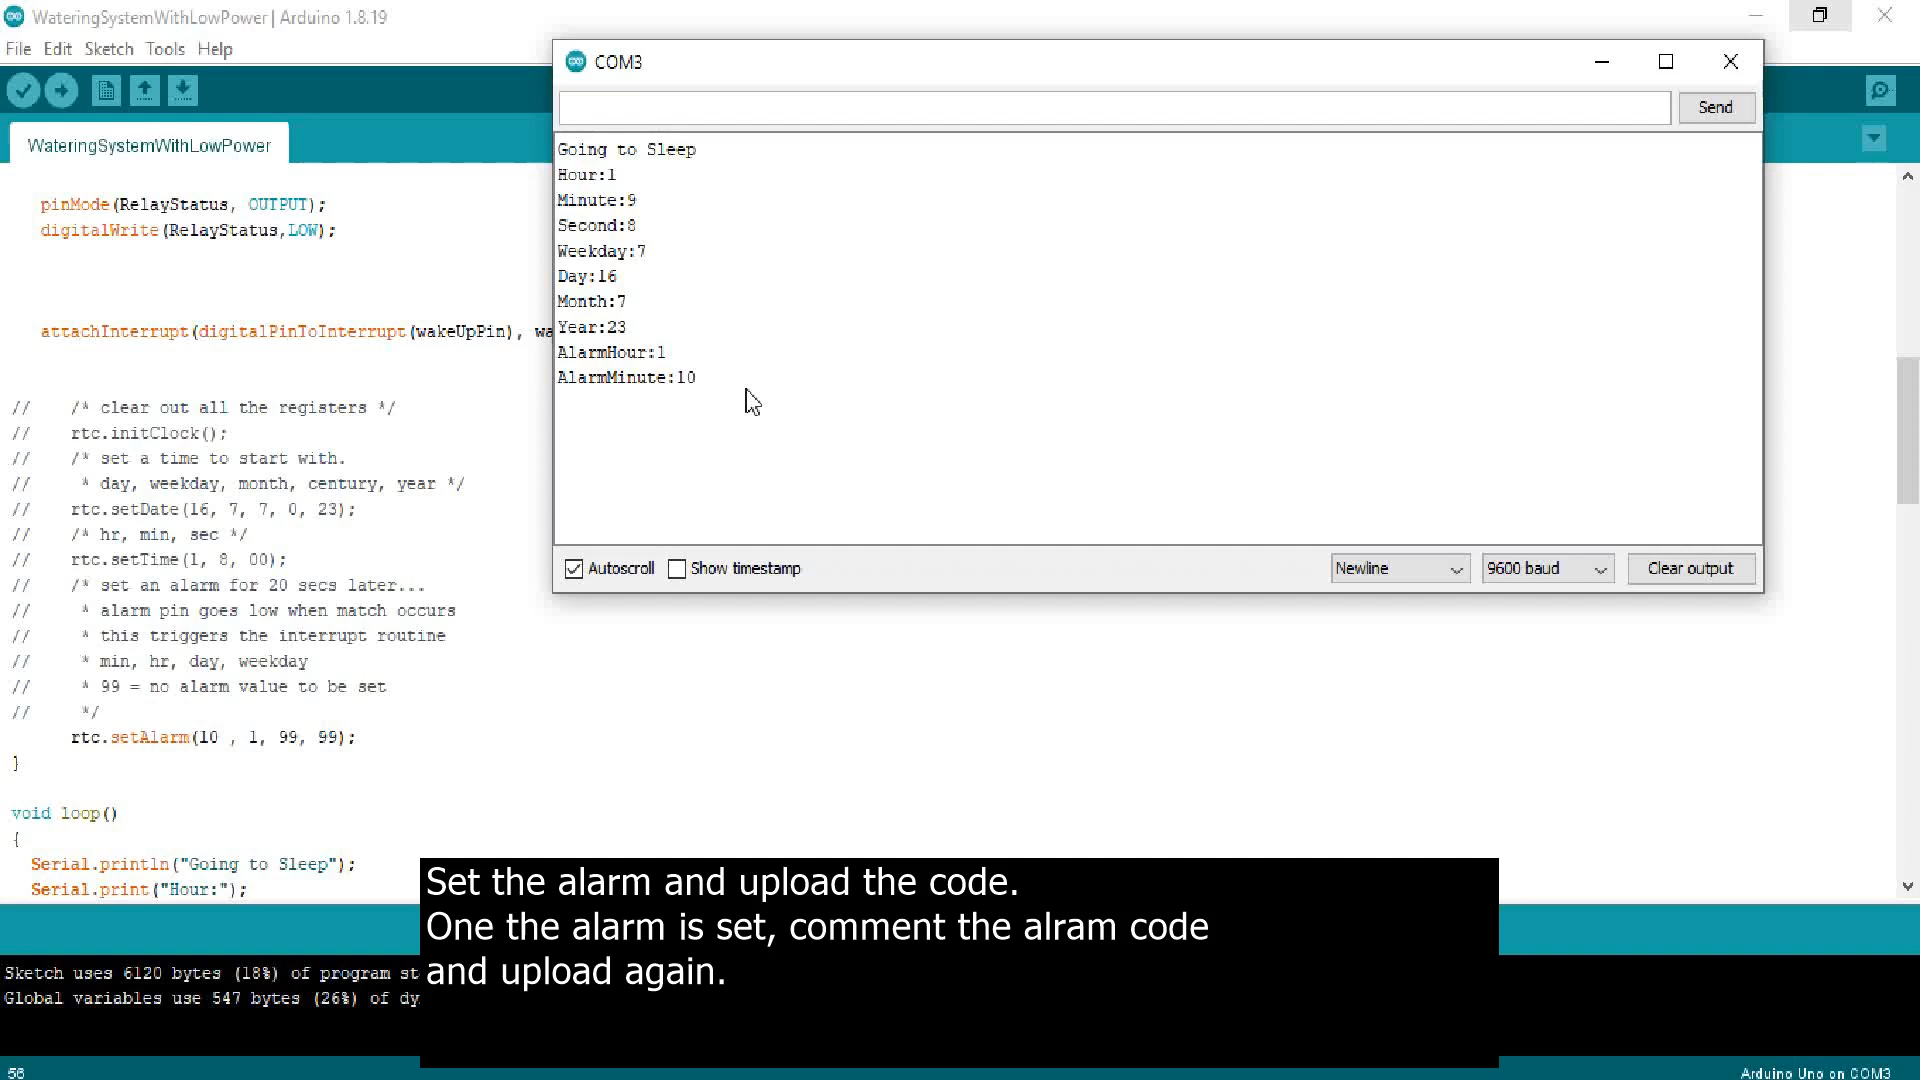 WateringSystemWithLowPower | Arduino 1.8.19
File Edit Sketch Tools Help
WateringSystemWithLowPower
pinMode(RelayStatus, OUTPUT);
digitalWrite(RelayStatus,LOW);
attachInterrupt(digitalPinToInterrupt(wakeUpPin), wa
// /* clear out all the registers */
// rtc.initClock();
// /* set a time to start with.
// * day, weekday, month, century, year */
// rtc.setDate(16, 7, 7, 0, 23);
// /* hr, min, sec */
// rtc.setTime(1, 8, 00);
// /* set an alarm for 20 secs later...
// * alarm pin goes low when match occurs
// * this triggers the interrupt routine
// * min, hr, day, weekday
// * 99 = no alarm value to be set
// */
rtc.setAlarm(10 , 1, 99, 99);
}
void loop()
{
Serial.println("Going to Sleep");
Serial.print("Hour:");
COM3
Send
Going to Sleep
Hour:1
Minute:9
Second:8
Weekday:7
Day:16
Month:7
Year:23
AlarmHour:1
AlarmMinute:10
Autoscroll Show timestamp Newline 9600 baud Clear output
Set the alarm and upload the code.
One the alarm is set, comment the alram code
and upload again.
Sketch uses 6120 bytes (18%) of program st
Global variables use 547 bytes (26%) of dy
56 Arduino Uno on COM3